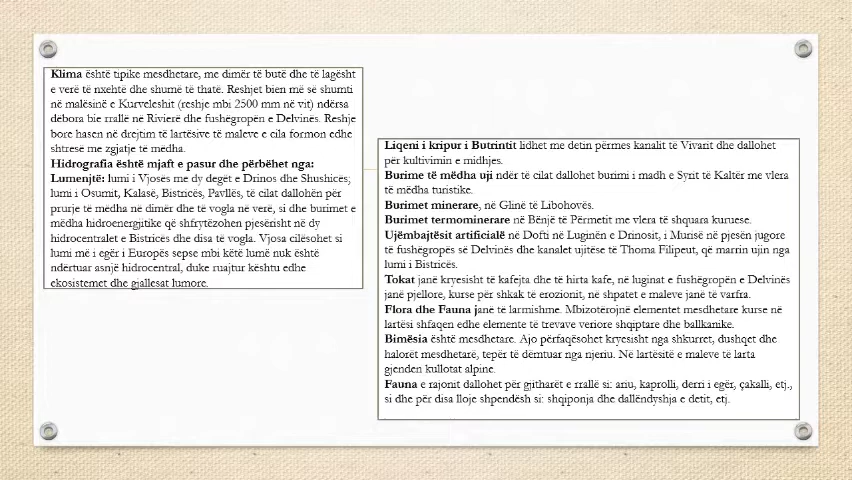 Klima është tipike mesdhetare, me dimër të butë dhe të lagësht
e verë të nxehtë dhe shumë të thatë. Reshjet bien më së shumti
në malësinë e Kurveleshit (reshje mbi 2500 mm në vit) ndërsa
dëbora bie rrallë në Rivierë dhe fushëgropën e Delvinës. Reshje
bore hasen në drejtim të lartësive të maleve e cila formon edhe
shtresë me zgjatje të mëdha.
Hidrografia është mjaft e pasur dhe përbëhet nga:
Lumenjtë: lumi i Vjosës me dy degët e Drinos dhe Shushicës;
lumi i Osumit, Kalasë, Bistricës, Pavllës, të cilat dallohën për
prurje të mëdha në dimër dhe të vogla në verë, si dhe burimet e
mëdha hidroenergjitike që shfrytëzohen pjesërisht në dy
hidrocentralet e Bistricës dhe disa të vogla. Vjosa cilësohet si
lumi më i egër i Europës sepse mbi këtë lumë nuk është
ndërtuar asnjë hidrocentral, duke ruajtur kështu edhe
ekosistemet dhe gjallesat lumore.
Liqeni i kripur i Butrintit lidhet me detin përmes kanalit të Vivarit dhe dallohet
për kultivimin e midhjes.
Burime të mëdha uji ndër të cilat dallohet burimi i madh e Syrit të Kaltër me vlera
të mëdha turistike.
Burimet minerare, në Glinë të Libohovës.
Burimet termominerare në Bënjë të Përmetit me vlera të shquara kuruese.
Ujëmbajtësit artificialë në Dofti në Luginën e Drinosit, i Mursisë në pjesën jugore
të fushëgropës së Delvinës dhe kanalet ujitëse të Thoma Filipeut, që marrin ujin nga
lumi i Bistricës.
Tokat janë kryesisht të kafejta dhe të hirta kafe, në luginat e fushëgropën e Delvinës
janë pjellore, kurse për shkak të erozionit, në shpatet e maleve janë të varfra.
Flora dhe Fauna janë të larmishme. Mbizotërojnë elementet mesdhetare kurse në
lartësi shfaqen edhe elemente të trevave veriore shqiptare dhe ballkanike.
Bimësia është mesdhetare. Ajo përfaqësohet kryesisht nga shkurret, dushqet dhe
halorët mesdhetarë, tepër të dëmtuar nga njeriu. Në lartësitë e maleve të larta
gjenden kullotat alpine.
Fauna e rajonit dallohet për gjitharët e rrallë si: ariu, kaprolli, derri i egër, çakalli, etj.,
si dhe për disa lloje shpendësh si: shqiponja dhe dallëndyshja e detit, etj.